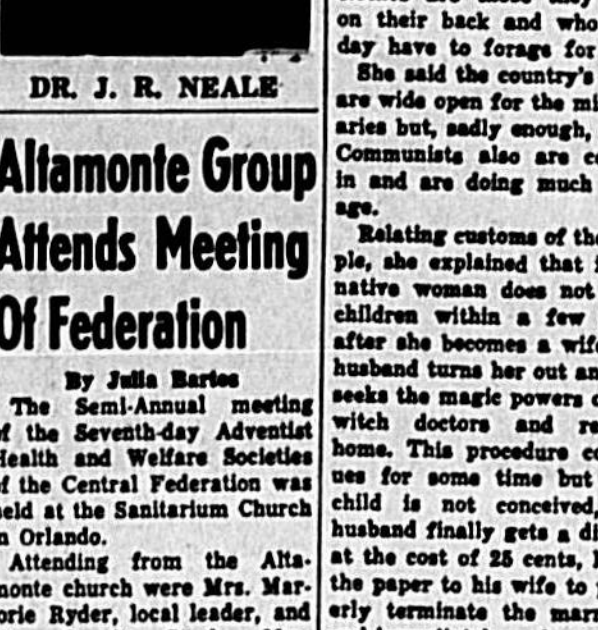 DR. J. R. NEALE
Altamonte Group
Attends Meeting
Of Federation
By Julia Bartos
The Semi-Annual meeting
of the Seventh-day Adventist
Health and Welfare Societies
of the Central Federation was
held at the Sanitarium Church
in Orlando.
Attending from the Alta-
monte church were Mrs. Mar-
orie Ryder, local leader, and
on their back and who
day have to forage for
She said the country's
are wide open for the mi
aries but, sadly enough,
Communists also are c
in and are doing much
age.
Relating customs of the
ple, she explained that i
native woman does not
children within a few
after she becomes a wife
husband turns her out an
seeks the magic powers o
witch doctors and re
home. This procedure co
ues for some time but
child is not conceived,
husband finally gets a di
at the cost of 25 cents,
the paper to his wife to
erly terminate the marr